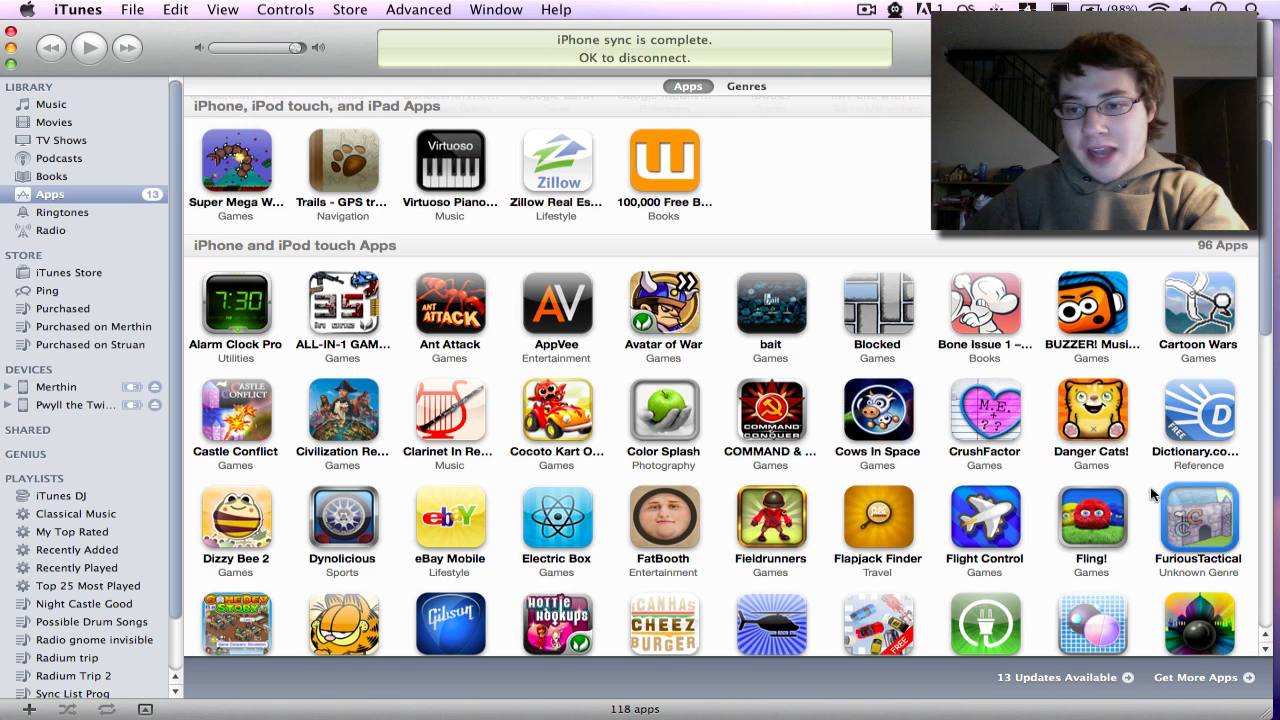 iTunes File Edit View Controls Store Advanced Window Help
(98%)
iPhone sync is complete.
OK to disconnect.
LIBRARY
Music
Movies
TV Shows
Podcasts
Books
Apps 13
Ringtones
Radio
STORE
iTunes Store
Ping
Purchased
Purchased on Merthin
Purchased on Struan
DEVICES
Merthin
Pwyll the Twi...
SHARED
GENIUS
PLAYLISTS
iTunes DJ
Classical Music
My Top Rated
Recently Added
Recently Played
Top 25 Most Played
Night Castle Good
Possible Drum Songs
Radio gnome invisible
Radium trip
Radium Trip 2
Sync List Prog
Apps Genres
iPhone, iPod touch, and iPad Apps
Virtuoso
Zillow
Super Mega W... Trails - GPS tr... Virtuoso Piano... Zillow Real Es... 100,000 Free B...
Games Navigation Music Lifestyle Books
iPhone and iPod touch Apps 96 Apps
7:30 35 in one ANT ATTACK AV bait
Alarm Clock Pro ALL-IN-1 GAM... Ant Attack AppVee Avatar of War bait Blocked Bone Issue 1 –... BUZZER! Musi... Cartoon Wars
Utilities Games Games Entertainment Games Games Games Books Games Games
CASTLE CONFLICT COMMAND CONQUER M.E. + ?? D FREE
Castle Conflict Civilization Re... Clarinet In Re... Cocoto Kart O... Color Splash COMMAND & ... Cows In Space CrushFactor Danger Cats! Dictionary.co...
Games Games Music Games Photography Games Games Games Games Reference
ebY
Dizzy Bee 2 Dynolicious eBay Mobile Electric Box FatBooth Fieldrunners Flapjack Finder Flight Control Fling! FuriousTactical
Games Sports Lifestyle Games Entertainment Games Travel Games Games Unknown Genre
GAME DEV STORY Gibson HOTTIE HOOKUPS I CANHAS CHEEZ BURGER FREE
13 Updates Available Get More Apps
118 apps